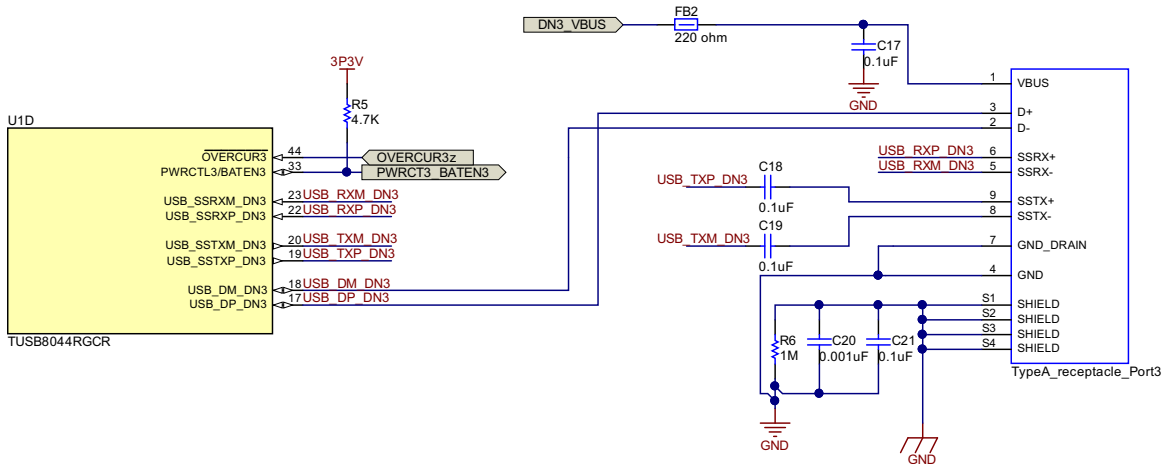 FB2
DN3_VBUS
220 ohm
C17
0.1uF
GND
3P3V
R5
4.7K
U1D
OVERCUR3
44
OVERCUR3z
PWRCTL3/BATEN3
33
PWRCT3_BATEN3
USB_SSRXM_DN3
23
USB_RXM_DN3
USB_SSRXP_DN3
22
USB_RXP_DN3
USB_SSTXM_DN3
20
USB_TXM_DN3
USB_SSTXP_DN3
19
USB_TXP_DN3
USB_DM_DN3
18
USB_DM_DN3
USB_DP_DN3
17
USB_DP_DN3
TUSB8044RGCR
1
VBUS
3
D+
2
D-
USB_RXP_DN3
6
SSRX+
USB_RXM_DN3
5
SSRX-
C18
USB_TXP_DN3
0.1uF
9
SSTX+
8
SSTX-
C19
USB_TXM_DN3
0.1uF
7
GND_DRAIN
4
GND
S1
SHIELD
S2
SHIELD
S3
SHIELD
S4
SHIELD
R6
1M
C20
0.001uF
C21
0.1uF
TypeA_receptacle_Port3
GND
GND